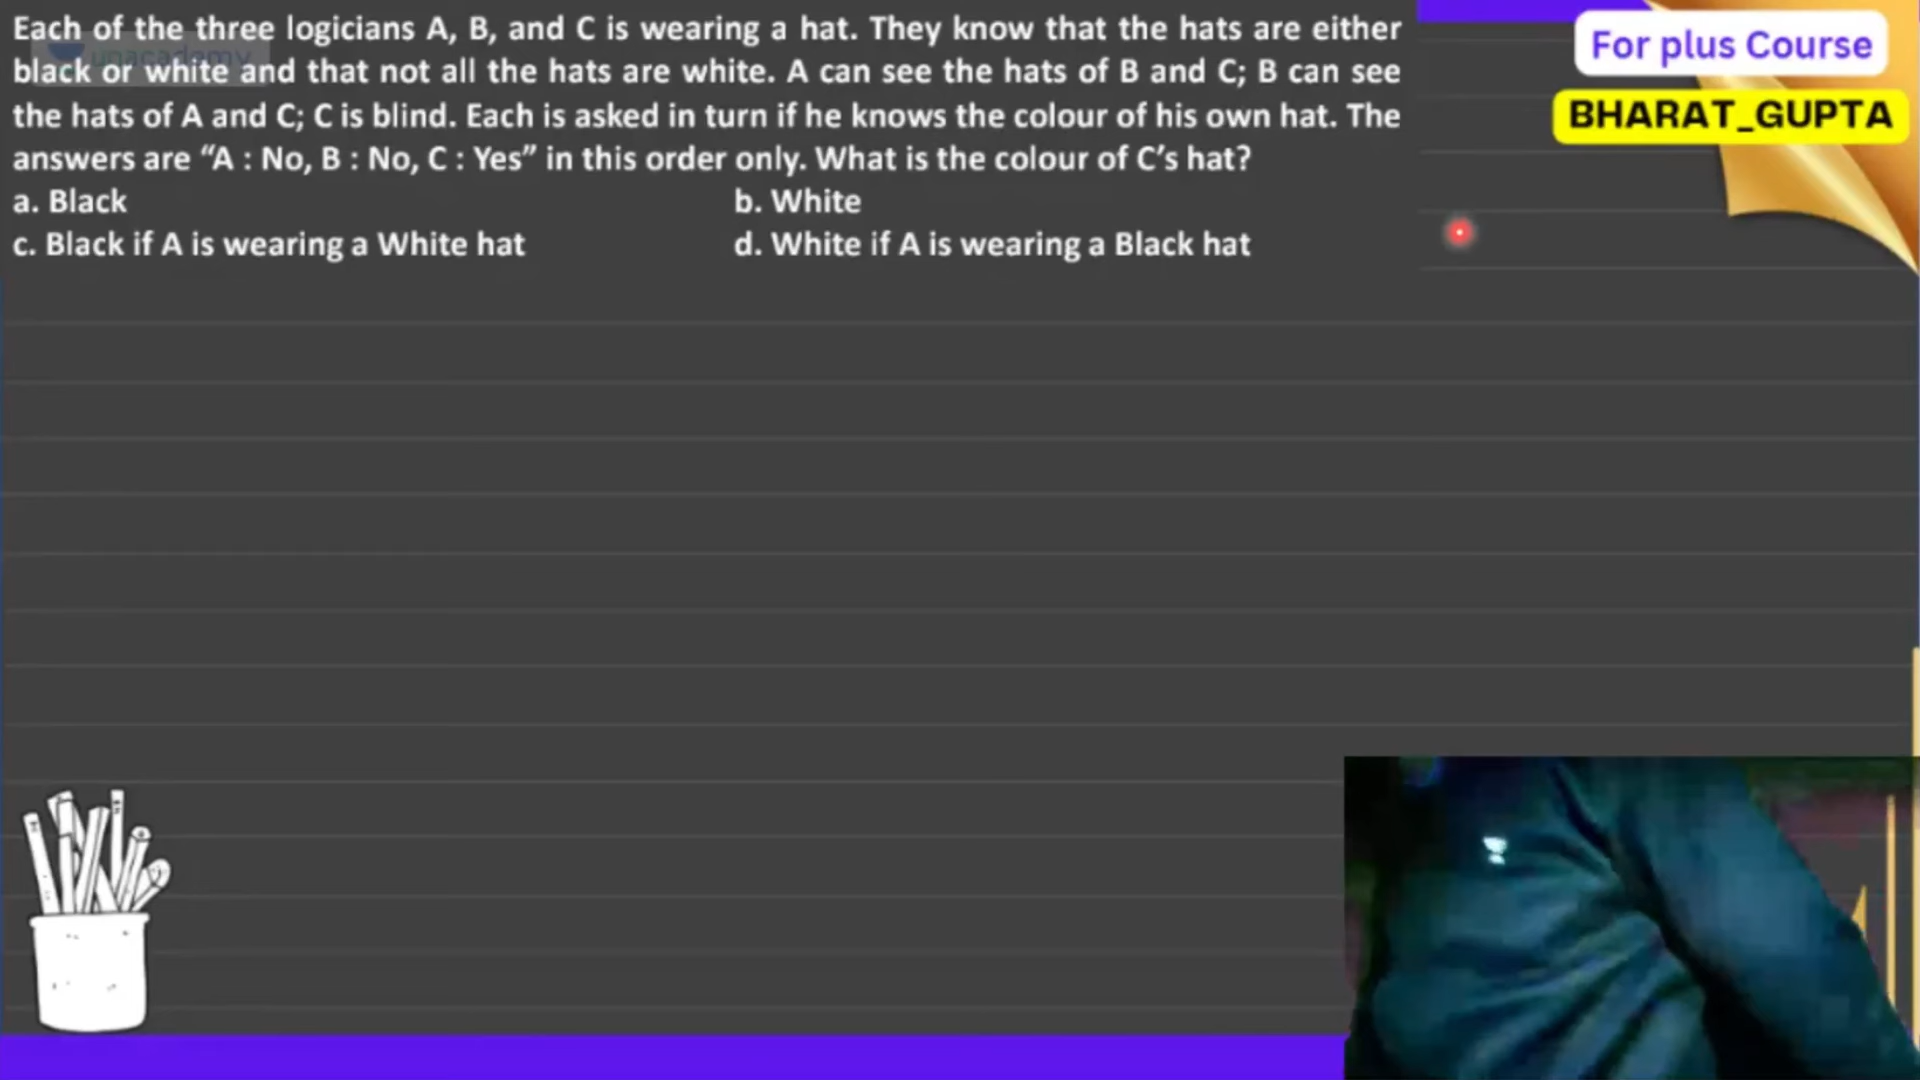 Each of the three logicians A, B, and C is wearing a hat. They know that the hats are either
black or white and that not all the hats are white. A can see the hats of B and C; B can see
the hats of A and C; C is blind. Each is asked in turn if he knows the colour of his own hat. The
answers are “A : No, B : No, C : Yes” in this order only. What is the colour of C’s hat?
a. Black
b. White
c. Black if A is wearing a White hat
d. White if A is wearing a Black hat
For plus Course
BHARAT_GUPTA
unacademy